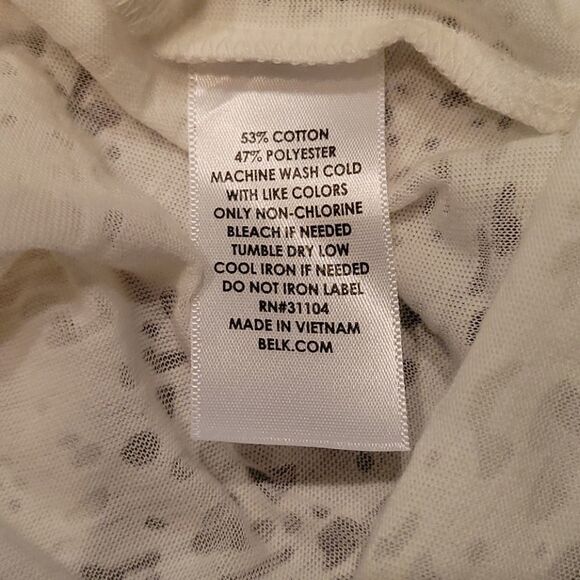 53% COTTON
47% POLYESTER
MACHINE WASH COLD
WITH LIKE COLORS
ONLY NON-CHLORINE
BLEACH IF NEEDED
TUMBLE DRY LOW
COOL IRON IF NEEDED
DO NOT IRON LABEL
RN#31104
MADE IN VIETNAM
BELK.COM